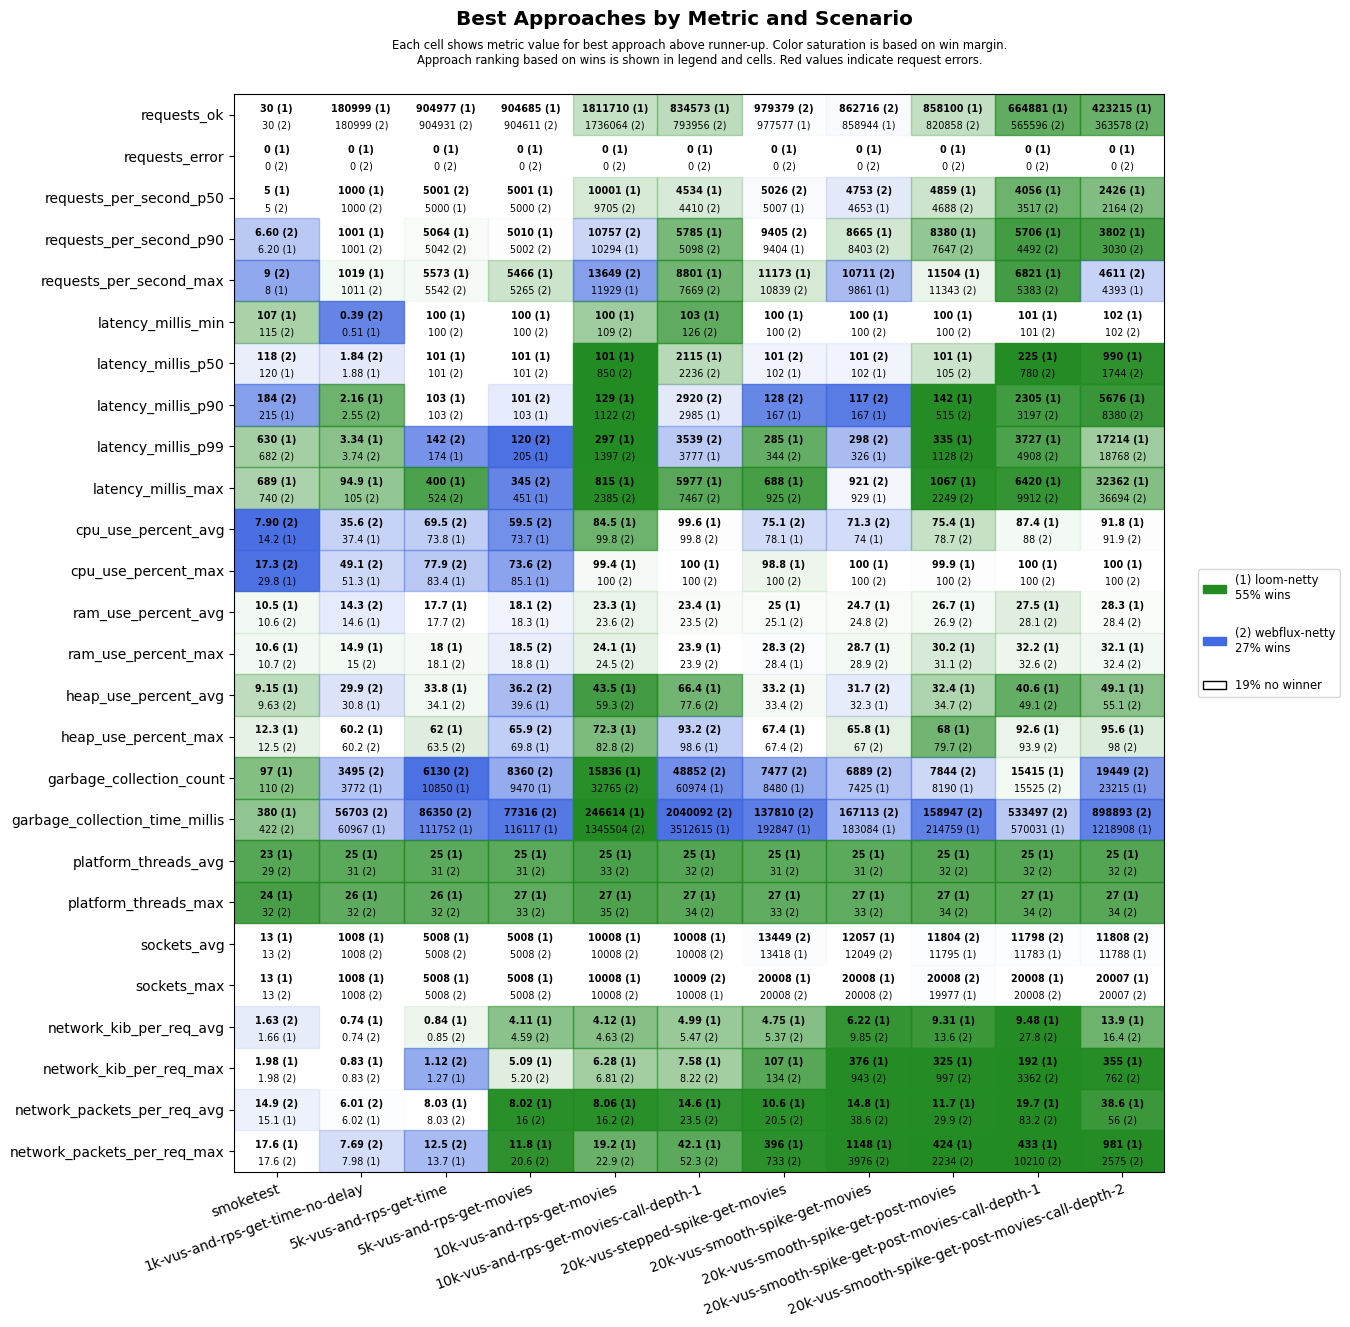 Best Approaches by Metric and Scenario
Each cell shows metric value for best approach above runner-up. Color saturation is based on win margin.
Approach ranking based on wins is shown in legend and cells. Red values indicate request errors.
requests_ok
30 (1) 180999 (1) 904977 (1) 904685 (1) 1811710 (1) 834573 (1) 979379 (2) 862716 (2) 858100 (1) 664881 (1) 423215 (1)
30 (2) 180999 (2) 904931 (2) 904611 (2) 1736064 (2) 793956 (2) 977577 (1) 858944 (1) 820858 (2) 565596 (2) 363578 (2)
requests_error
0 (1) 0 (1) 0 (1) 0 (1) 0 (1) 0 (1) 0 (1) 0 (1) 0 (1) 0 (1) 0 (1)
0 (2) 0 (2) 0 (2) 0 (2) 0 (2) 0 (2) 0 (2) 0 (2) 0 (2) 0 (2) 0 (2)
requests_per_second_p50
5 (1) 1000 (1) 5001 (2) 5001 (1) 10001 (1) 4534 (1) 5026 (2) 4753 (2) 4859 (1) 4056 (1) 2426 (1)
5 (2) 1000 (2) 5000 (1) 5000 (2) 9705 (2) 4410 (2) 5007 (1) 4653 (1) 4688 (2) 3517 (2) 2164 (2)
requests_per_second_p90
6.60 (2) 1001 (1) 5064 (1) 5010 (1) 10757 (2) 5785 (1) 9405 (2) 8665 (1) 8380 (1) 5706 (1) 3802 (1)
6.20 (1) 1001 (2) 5042 (2) 5002 (2) 10294 (1) 5098 (2) 9404 (1) 8403 (2) 7647 (2) 4492 (2) 3030 (2)
requests_per_second_max
9 (2) 1019 (1) 5573 (1) 5466 (1) 13649 (2) 8801 (1) 11173 (1) 10711 (2) 11504 (1) 6821 (1) 4611 (2)
8 (1) 1011 (2) 5542 (2) 5265 (2) 11929 (1) 7669 (2) 10839 (2) 9861 (1) 11343 (2) 5383 (2) 4393 (1)
latency_millis_min
107 (1) 0.39 (2) 100 (1) 100 (1) 100 (1) 103 (1) 100 (1) 100 (1) 100 (1) 101 (1) 102 (1)
115 (2) 0.51 (1) 100 (2) 100 (2) 109 (2) 126 (2) 100 (2) 100 (2) 100 (2) 101 (2) 102 (2)
latency_millis_p50
118 (2) 1.84 (2) 101 (1) 101 (1) 101 (1) 2115 (1) 101 (2) 101 (2) 101 (1) 225 (1) 990 (1)
120 (1) 1.88 (1) 101 (2) 101 (2) 850 (2) 2236 (2) 102 (1) 102 (1) 105 (2) 780 (2) 1744 (2)
latency_millis_p90
184 (2) 2.16 (1) 103 (1) 101 (2) 129 (1) 2920 (2) 128 (2) 117 (2) 142 (1) 2305 (1) 5676 (1)
215 (1) 2.55 (2) 103 (2) 103 (1) 1122 (2) 2985 (1) 167 (1) 167 (1) 515 (2) 3197 (2) 8380 (2)
latency_millis_p99
630 (1) 3.34 (1) 142 (2) 120 (2) 297 (1) 3539 (2) 285 (1) 298 (2) 335 (1) 3727 (1) 17214 (1)
682 (2) 3.74 (2) 174 (1) 205 (1) 1397 (2) 3777 (1) 344 (2) 326 (1) 1128 (2) 4908 (2) 18768 (2)
latency_millis_max
689 (1) 94.9 (1) 400 (1) 345 (2) 815 (1) 5977 (1) 688 (1) 921 (2) 1067 (1) 6420 (1) 32362 (1)
740 (2) 105 (2) 524 (2) 451 (1) 2385 (2) 7467 (2) 925 (2) 929 (1) 2249 (2) 9912 (2) 36694 (2)
cpu_use_percent_avg
7.90 (2) 35.6 (2) 69.5 (2) 59.5 (2) 84.5 (1) 99.6 (1) 75.1 (2) 71.3 (2) 75.4 (1) 87.4 (1) 91.8 (1)
14.2 (1) 37.4 (1) 73.8 (1) 73.7 (1) 99.8 (2) 99.8 (2) 78.1 (1) 74 (1) 78.7 (2) 88 (2) 91.9 (2)
cpu_use_percent_max
17.3 (2) 49.1 (2) 77.9 (2) 73.6 (2) 99.4 (1) 100 (1) 98.8 (1) 100 (1) 99.9 (1) 100 (1) 100 (1)
29.8 (1) 51.3 (1) 83.4 (1) 85.1 (1) 100 (2) 100 (2) 100 (2) 100 (2) 100 (2) 100 (2) 100 (2)
ram_use_percent_avg
10.5 (1) 14.3 (1) 17.7 (1) 18.1 (1) 23.3 (1) 23.4 (1) 25 (1) 24.7 (1) 26.7 (1) 27.5 (1) 28.3 (1)
10.6 (2) 14.6 (1) 17.7 (2) 18.3 (2) 23.6 (2) 23.5 (2) 25.1 (2) 24.8 (2) 26.9 (2) 28.1 (2) 28.4 (2)
ram_use_percent_max
10.6 (1) 14.9 (1) 18 (1) 18.5 (1) 24.1 (1) 23.9 (1) 28.3 (2) 28.7 (1) 30.2 (1) 32.2 (1) 32.1 (1)
10.7 (2) 15 (2) 18.1 (2) 18.8 (2) 24.5 (2) 23.9 (2) 28.4 (1) 28.9 (2) 31.1 (2) 32.6 (2) 32.4 (2)
heap_use_percent_avg
9.15 (1) 29.9 (2) 33.8 (1) 36.2 (2) 43.5 (1) 66.4 (1) 33.2 (1) 31.7 (2) 32.4 (1) 40.6 (1) 49.1 (1)
9.63 (2) 30.8 (1) 34.1 (2) 39.6 (1) 59.3 (2) 77.6 (2) 33.4 (2) 32.3 (1) 34.7 (2) 49.1 (2) 55.1 (2)
heap_use_percent_max
12.3 (1) 60.2 (1) 62 (1) 65.9 (2) 72.3 (1) 93.2 (2) 67.4 (1) 65.8 (1) 68 (1) 92.6 (1) 95.6 (1)
12.5 (2) 60.2 (2) 63.5 (2) 69.8 (1) 82.8 (2) 98.6 (1) 67.4 (2) 67 (2) 79.7 (2) 93.9 (2) 98 (2)
garbage_collection_count
97 (1) 3495 (2) 6130 (2) 8360 (2) 15836 (1) 48852 (2) 7477 (2) 6889 (2) 7844 (2) 15415 (1) 19449 (2)
110 (2) 3772 (1) 10850 (1) 9470 (1) 32765 (2) 60974 (1) 8480 (1) 7425 (1) 8190 (1) 15525 (2) 23215 (1)
garbage_collection_time_millis
380 (1) 56703 (2) 86350 (2) 77316 (2) 246614 (1) 2040092 (2) 137810 (2) 167113 (2) 158947 (2) 533497 (2) 898893 (2)
422 (2) 60967 (1) 111752 (1) 116117 (1) 1345504 (2) 3512615 (1) 192847 (1) 183084 (1) 214759 (1) 570031 (1) 1218908 (1)
platform_threads_avg
23 (1) 25 (1) 25 (1) 25 (1) 25 (1) 25 (1) 25 (1) 25 (1) 25 (1) 25 (1) 25 (1)
29 (2) 31 (2) 31 (2) 31 (2) 33 (2) 32 (2) 31 (2) 31 (2) 32 (2) 32 (2) 32 (2)
platform_threads_max
24 (1) 26 (1) 26 (1) 27 (1) 27 (1) 27 (1) 27 (1) 27 (1) 27 (1) 27 (1) 27 (1)
32 (2) 32 (2) 32 (2) 33 (2) 35 (2) 34 (2) 33 (2) 33 (2) 34 (2) 34 (2) 34 (2)
sockets_avg
13 (1) 1008 (1) 5008 (1) 5008 (1) 10008 (1) 10008 (1) 13449 (2) 12057 (1) 11804 (2) 11798 (2) 11808 (2)
13 (2) 1008 (2) 5008 (2) 5008 (2) 10008 (2) 10008 (2) 13418 (1) 12049 (2) 11795 (1) 11783 (1) 11788 (1)
sockets_max
13 (1) 1008 (1) 5008 (1) 5008 (1) 10008 (1) 10009 (2) 20008 (1) 20008 (1) 20008 (2) 20008 (1) 20007 (1)
13 (2) 1008 (2) 5008 (2) 5008 (2) 10008 (2) 10008 (1) 20008 (2) 20008 (2) 19977 (1) 20008 (2) 20007 (2)
network_kib_per_req_avg
1.63 (2) 0.74 (1) 0.84 (1) 4.11 (1) 4.12 (1) 4.99 (1) 4.75 (1) 6.22 (1) 9.31 (1) 9.48 (1) 13.9 (1)
1.66 (1) 0.74 (2) 0.85 (2) 4.59 (2) 4.63 (2) 5.47 (2) 5.37 (2) 9.85 (2) 13.6 (2) 27.8 (2) 16.4 (2)
network_kib_per_req_max
1.98 (1) 0.83 (1) 1.12 (2) 5.09 (1) 6.28 (1) 7.58 (1) 107 (1) 376 (1) 325 (1) 192 (1) 355 (1)
1.98 (2) 0.83 (2) 1.27 (1) 5.20 (2) 6.81 (2) 8.22 (2) 134 (2) 943 (2) 997 (2) 3362 (2) 762 (2)
network_packets_per_req_avg
14.9 (2) 6.01 (2) 8.03 (1) 8.02 (1) 8.06 (1) 14.6 (1) 10.6 (1) 14.8 (1) 11.7 (1) 19.7 (1) 38.6 (1)
15.1 (1) 6.02 (1) 8.03 (2) 16 (2) 16.2 (2) 23.5 (2) 20.5 (2) 38.6 (2) 29.9 (2) 83.2 (2) 56 (2)
network_packets_per_req_max
17.6 (1) 7.69 (2) 12.5 (2) 11.8 (1) 19.2 (1) 42.1 (1) 396 (1) 1148 (1) 424 (1) 433 (1) 981 (1)
17.6 (2) 7.98 (1) 13.7 (1) 20.6 (2) 22.9 (2) 52.3 (2) 733 (2) 3976 (2) 2234 (2) 10210 (2) 2575 (2)
smoketest
1k-vus-and-rps-get-time-no-delay
5k-vus-and-rps-get-time
5k-vus-and-rps-get-movies
10k-vus-and-rps-get-movies
10k-vus-and-rps-get-movies-call-depth-1
20k-vus-stepped-spike-get-movies
20k-vus-smooth-spike-get-movies
20k-vus-smooth-spike-get-post-movies
20k-vus-smooth-spike-get-post-movies-call-depth-1
20k-vus-smooth-spike-get-post-movies-call-depth-2
(1) loom-netty
55% wins
(2) webflux-netty
27% wins
19% no winner